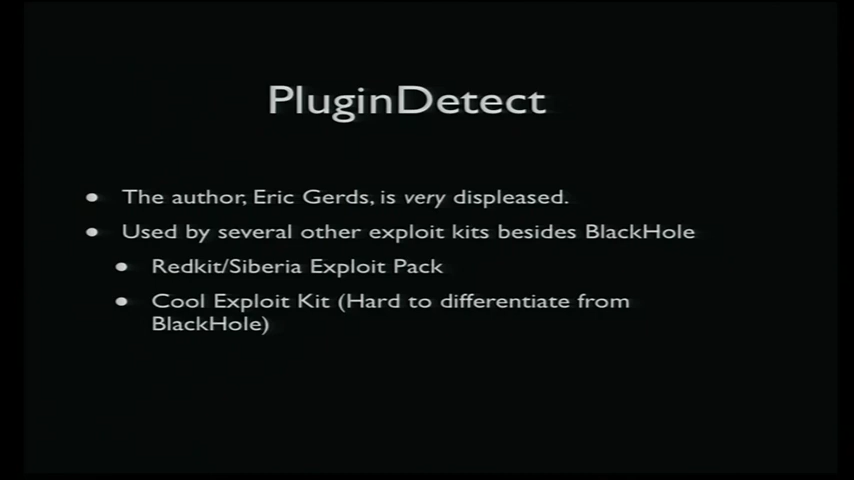 PluginDetect
● The author, Eric Gerds, is very displeased.
● Used by several other exploit kits besides BlackHole
● Redkit/Siberia Exploit Pack
● Cool Exploit Kit (Hard to differentiate from
BlackHole)